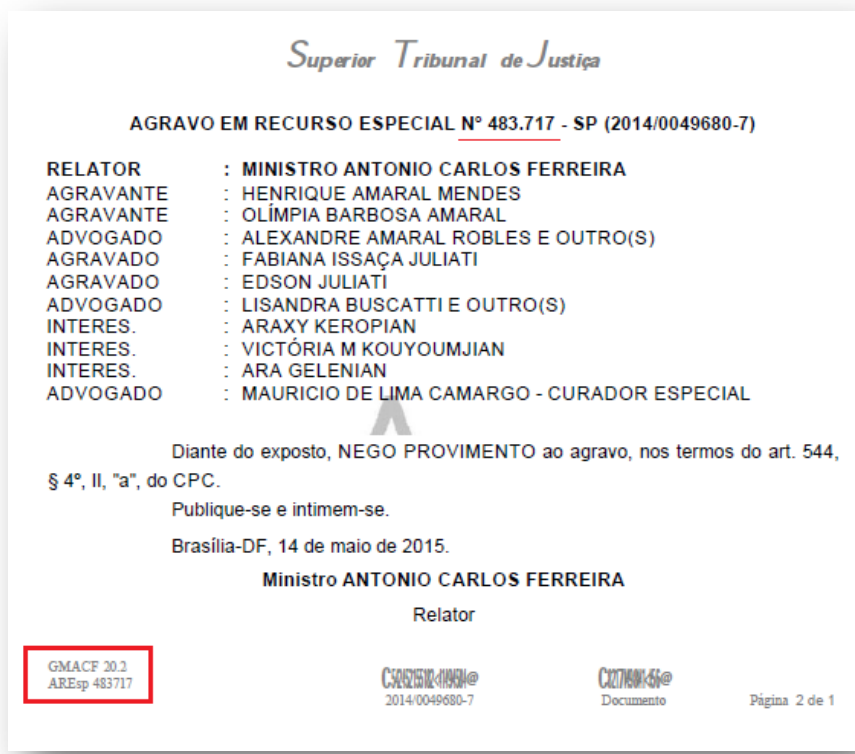 Superior Tribunal de Justiça
AGRAVO EM RECURSO ESPECIAL Nº 483.717 - SP (2014/0049680-7)
RELATOR : MINISTRO ANTONIO CARLOS FERREIRA
AGRAVANTE : HENRIQUE AMARAL MENDES
AGRAVANTE : OLÍMPIA BARBOSA AMARAL
ADVOGADO : ALEXANDRE AMARAL ROBLES E OUTRO(S)
AGRAVADO : FABIANA ISSAÇA JULIATI
AGRAVADO : EDSON JULIATI
ADVOGADO : LISANDRA BUSCATTI E OUTRO(S)
INTERES. : ARAXY KEROPIAN
INTERES. : VICTÓRIA M KOUYOUMJIAN
INTERES. : ARA GELENIAN
ADVOGADO : MAURICIO DE LIMA CAMARGO - CURADOR ESPECIAL
Diante do exposto, NEGO PROVIMENTO ao agravo, nos termos do art. 544,
§ 4º, II, "a", do CPC.
Publique-se e intimem-se.
Brasília-DF, 14 de maio de 2015.
Ministro ANTONIO CARLOS FERREIRA
Relator
GMACF 20.2
AREsp 483717
2014/0049680-7
Documento
Página 2 de 1